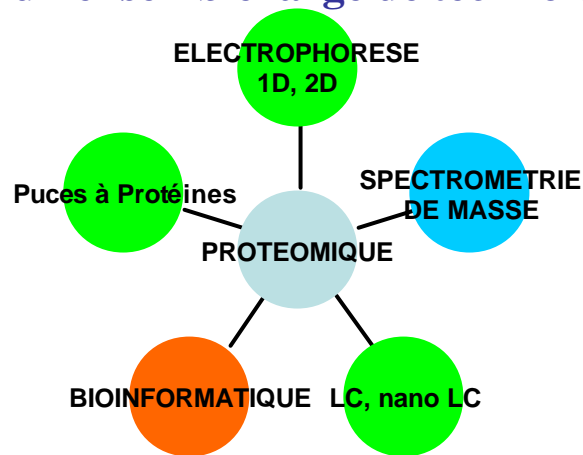 ELECTROPHORESE
1D, 2D
Puces à Protéines
SPECTROMETRIE
DE MASSE
PROTEOMIQUE
BIOINFORMATIQUE
LC, nano LC